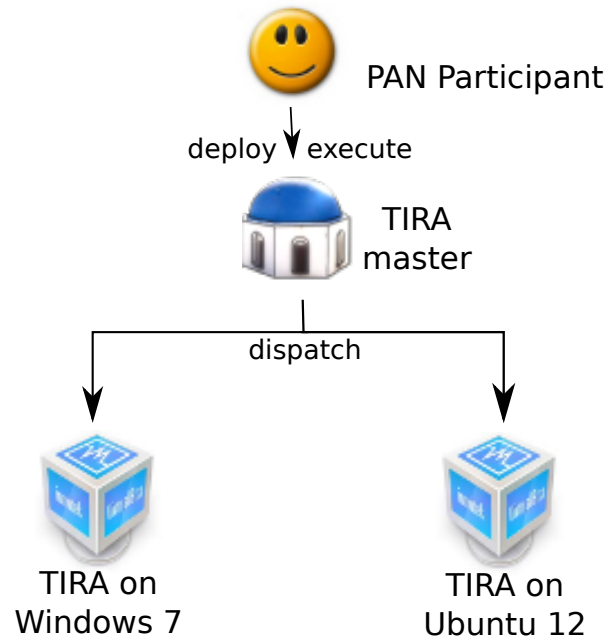 PAN Participant
deploy execute
TIRA
master
dispatch
TIRA on
Windows 7
TIRA on
Ubuntu 12